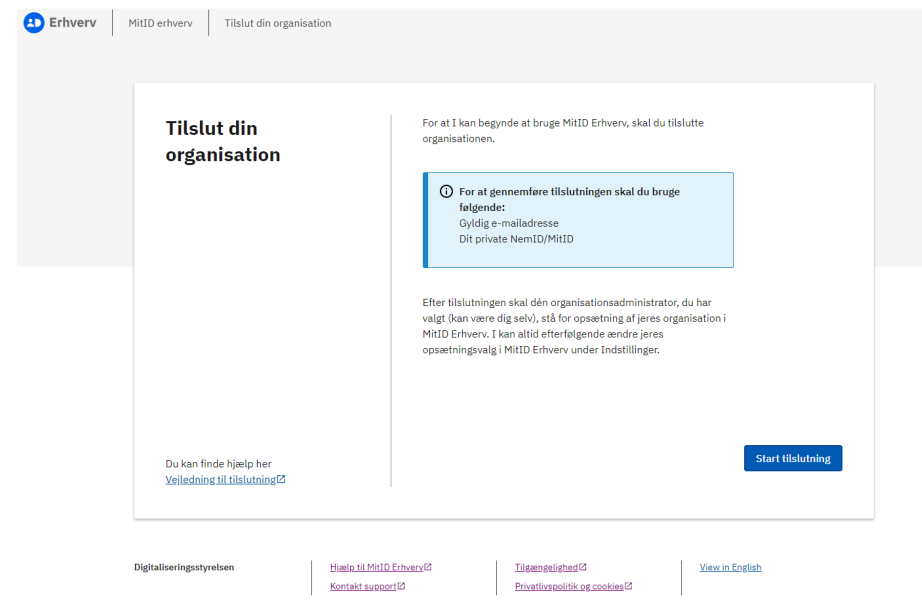 Erhverv
MitID erhverv
Tilslut din organisation
Tilslut din
organisation
For at I kan begynde at bruge MitID Erhverv, skal du tilslutte
organisationen.
For at gennemføre tilslutningen skal du bruge
følgende:
Gyldig e-mailadresse
Dit private NemID/MitID
Efter tilslutningen skal dén organisationsadministrator, du har
valgt (kan være dig selv), stå for opsætning af jeres organisation i
MitID Erhverv. I kan altid efterfølgende ændre jeres
opsætningsvalg i MitID Erhverv under Indstillinger.
Du kan finde hjælp her
Vejledning til tilslutning
Start tilslutning
Digitaliseringsstyrelsen
Hjælp til MitID Erhverv
Kontakt support
Tilgængelighed
Privatlivspolitik og cookies
View in English